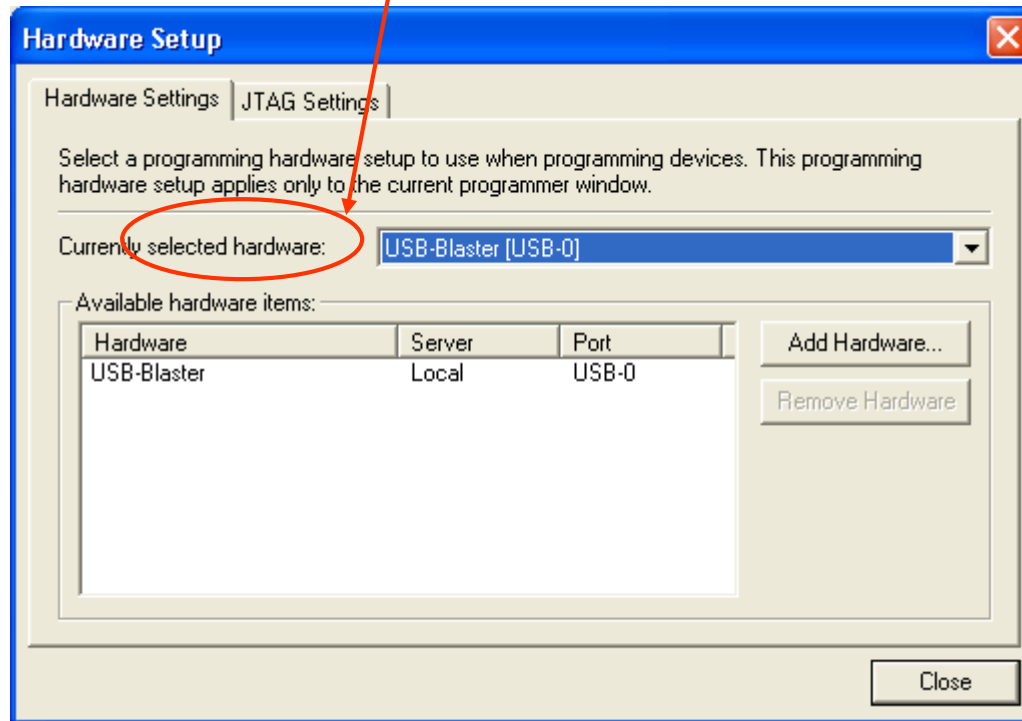 Hardware Setup
Hardware Settings JTAG Settings
Select a programming hardware setup to use when programming devices. This programming
hardware setup applies only to the current programmer window.
Currently selected hardware: USB-Blaster [USB-0]
Available hardware items:
Hardware Server Port
USB-Blaster Local USB-0
Add Hardware...
Remove Hardware
Close